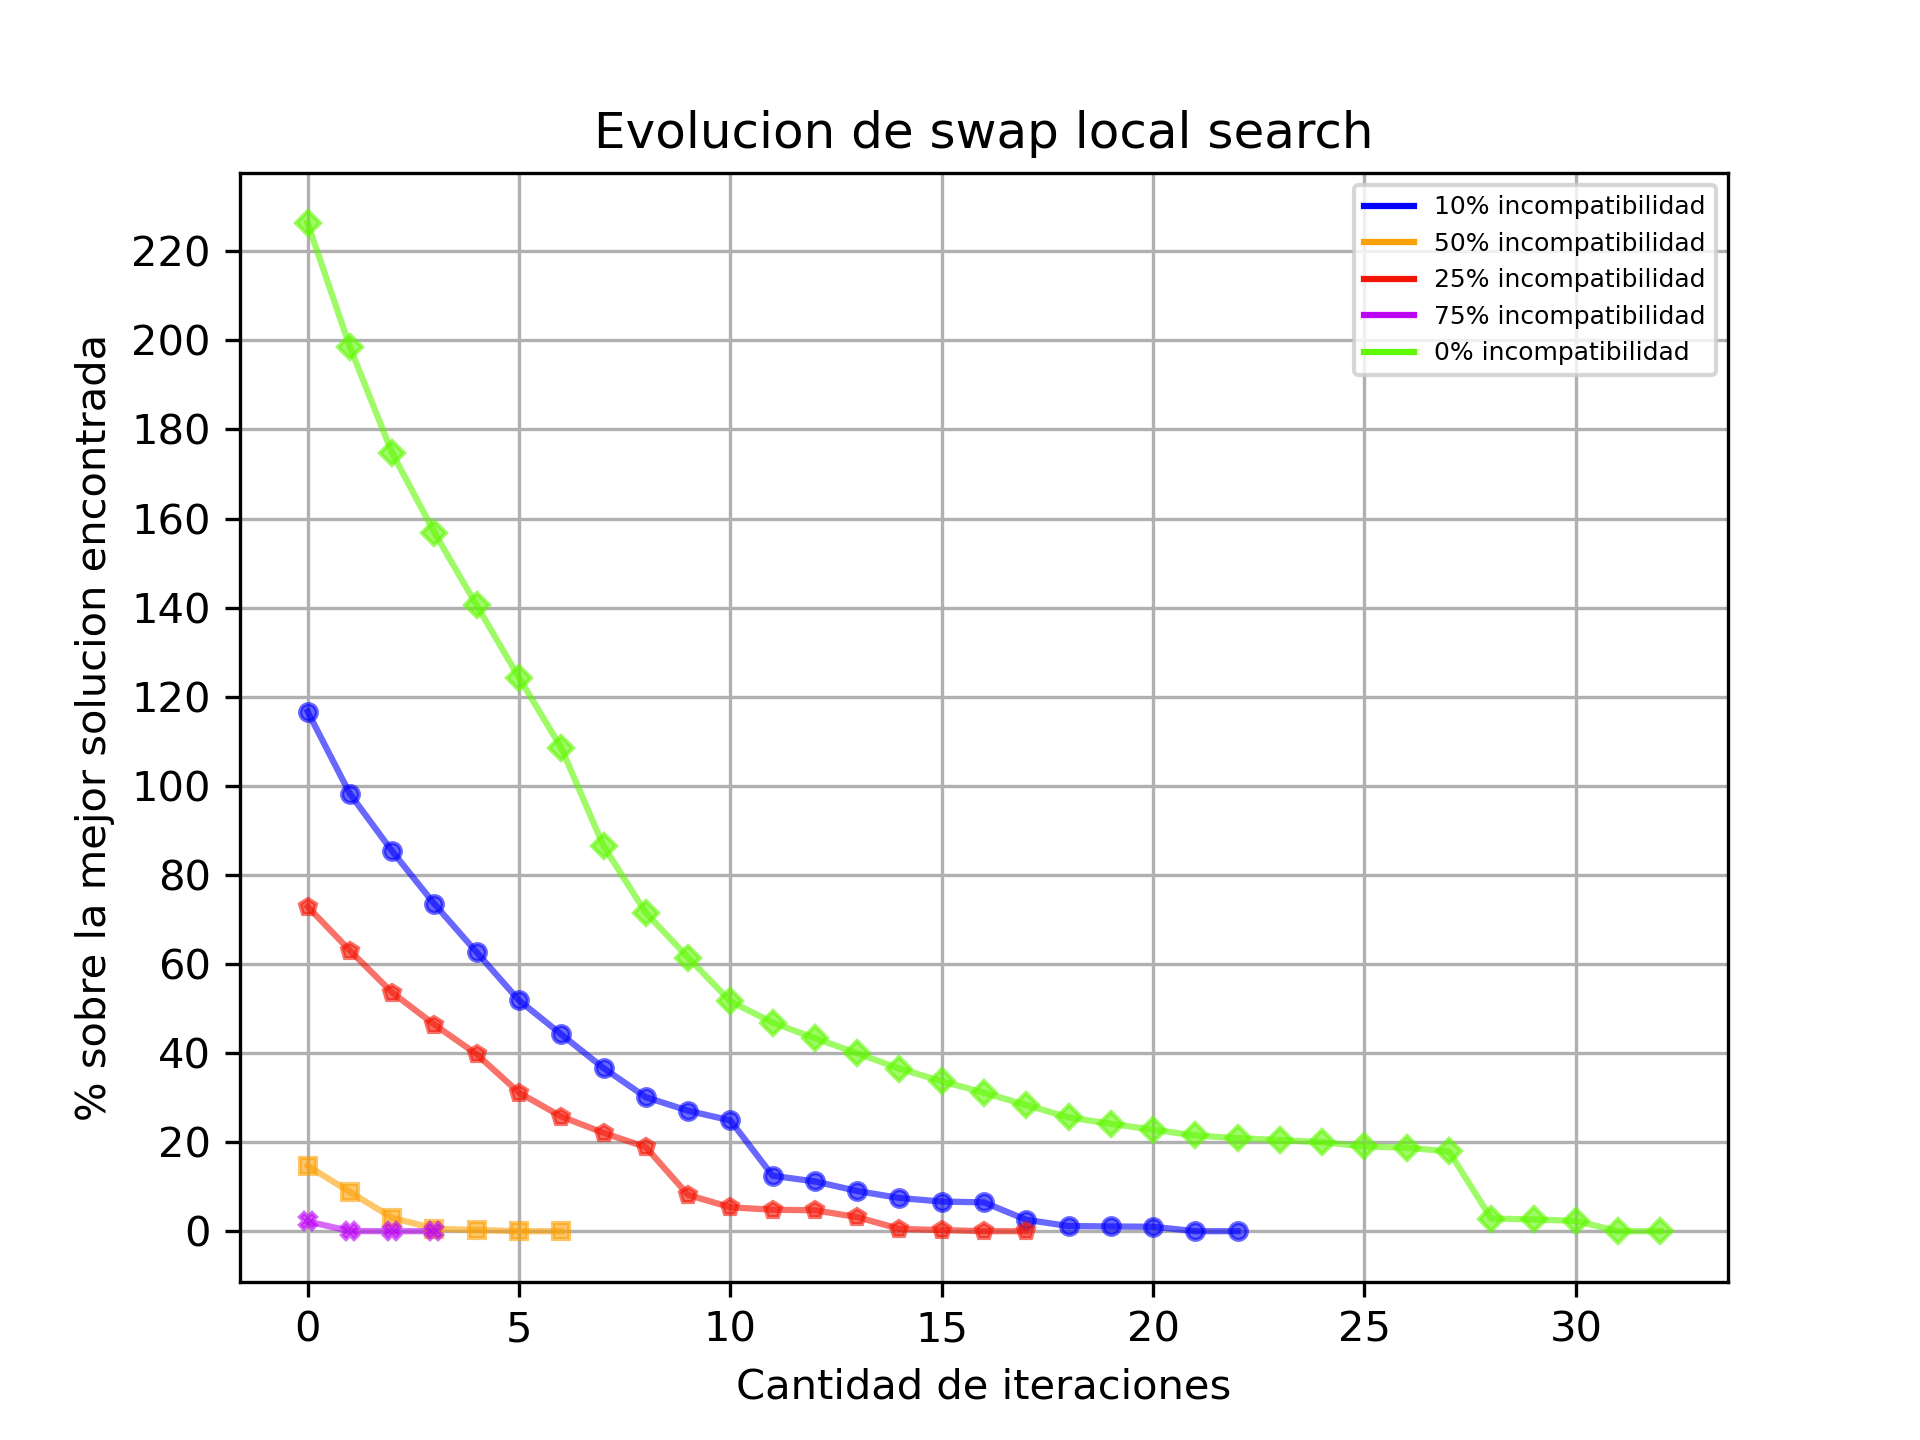 Evolucion de swap local search
10% incompatibilidad
50% incompatibilidad
25% incompatibilidad
75% incompatibilidad
0% incompatibilidad
% sobre la mejor solucion encontrada
220
200
180
160
140
120
100
80
60
40
20
0
0 5 10 15 20 25 30
Cantidad de iteraciones